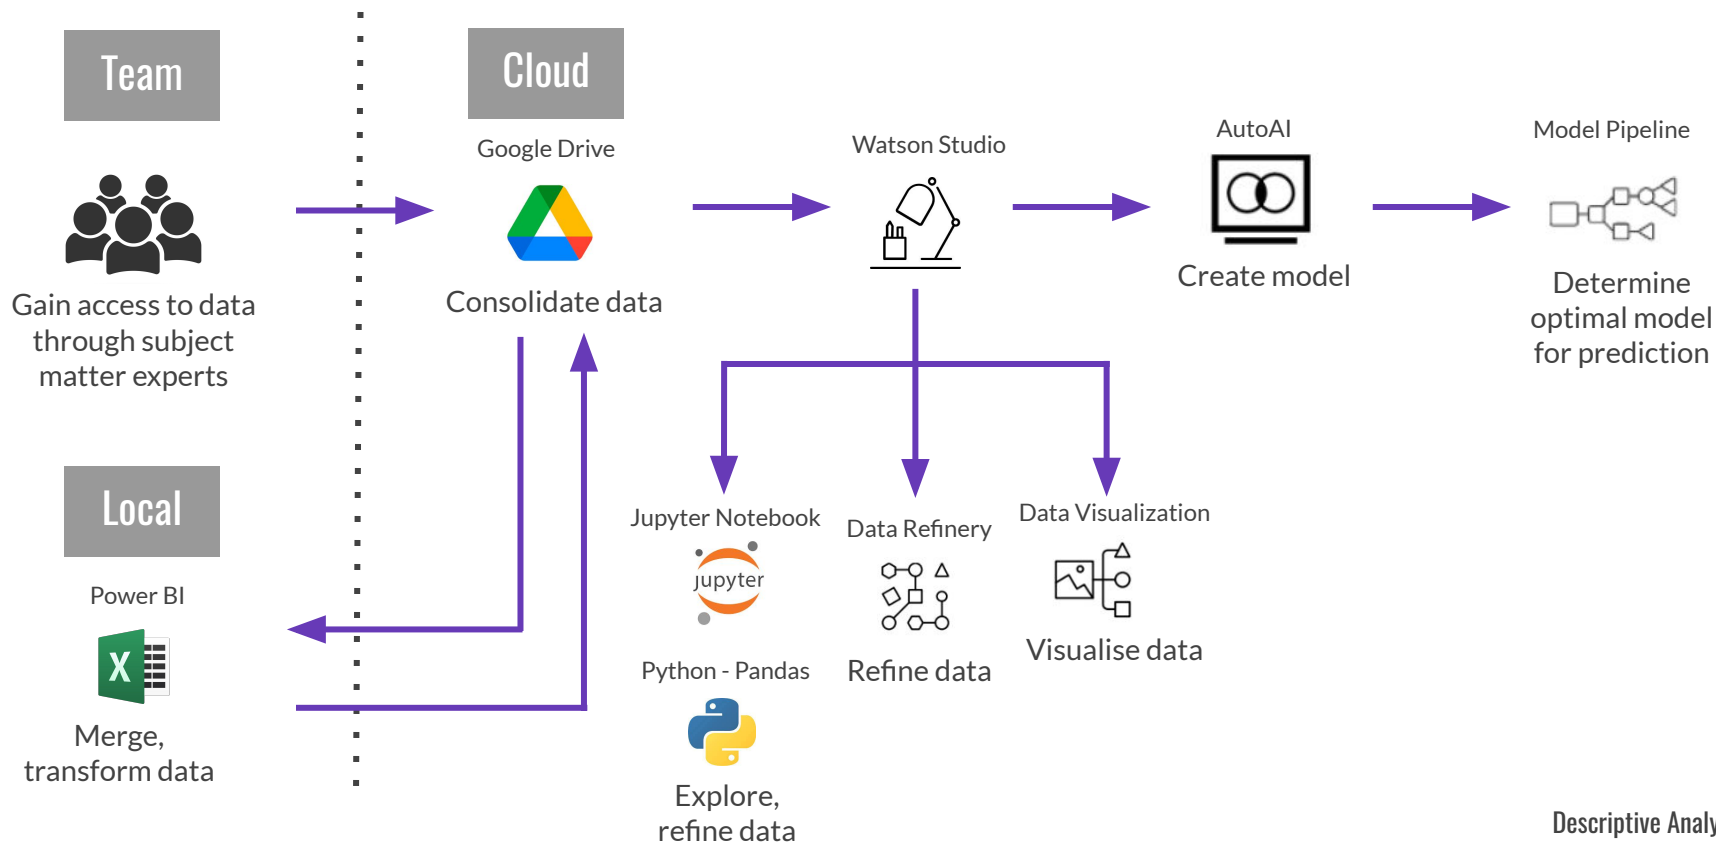 Team
Gain access to data
through subject
matter experts
Local
Power BI
X
Merge,
transform data
Cloud
Google Drive
Consolidate data
Watson Studio
AutoAI
Create model
Model Pipeline
Determine
optimal model
for prediction
Jupyter Notebook
jupyter
Python - Pandas
Explore,
refine data
Data Refinery
Refine data
Data Visualization
Visualise data
Descriptive Analy